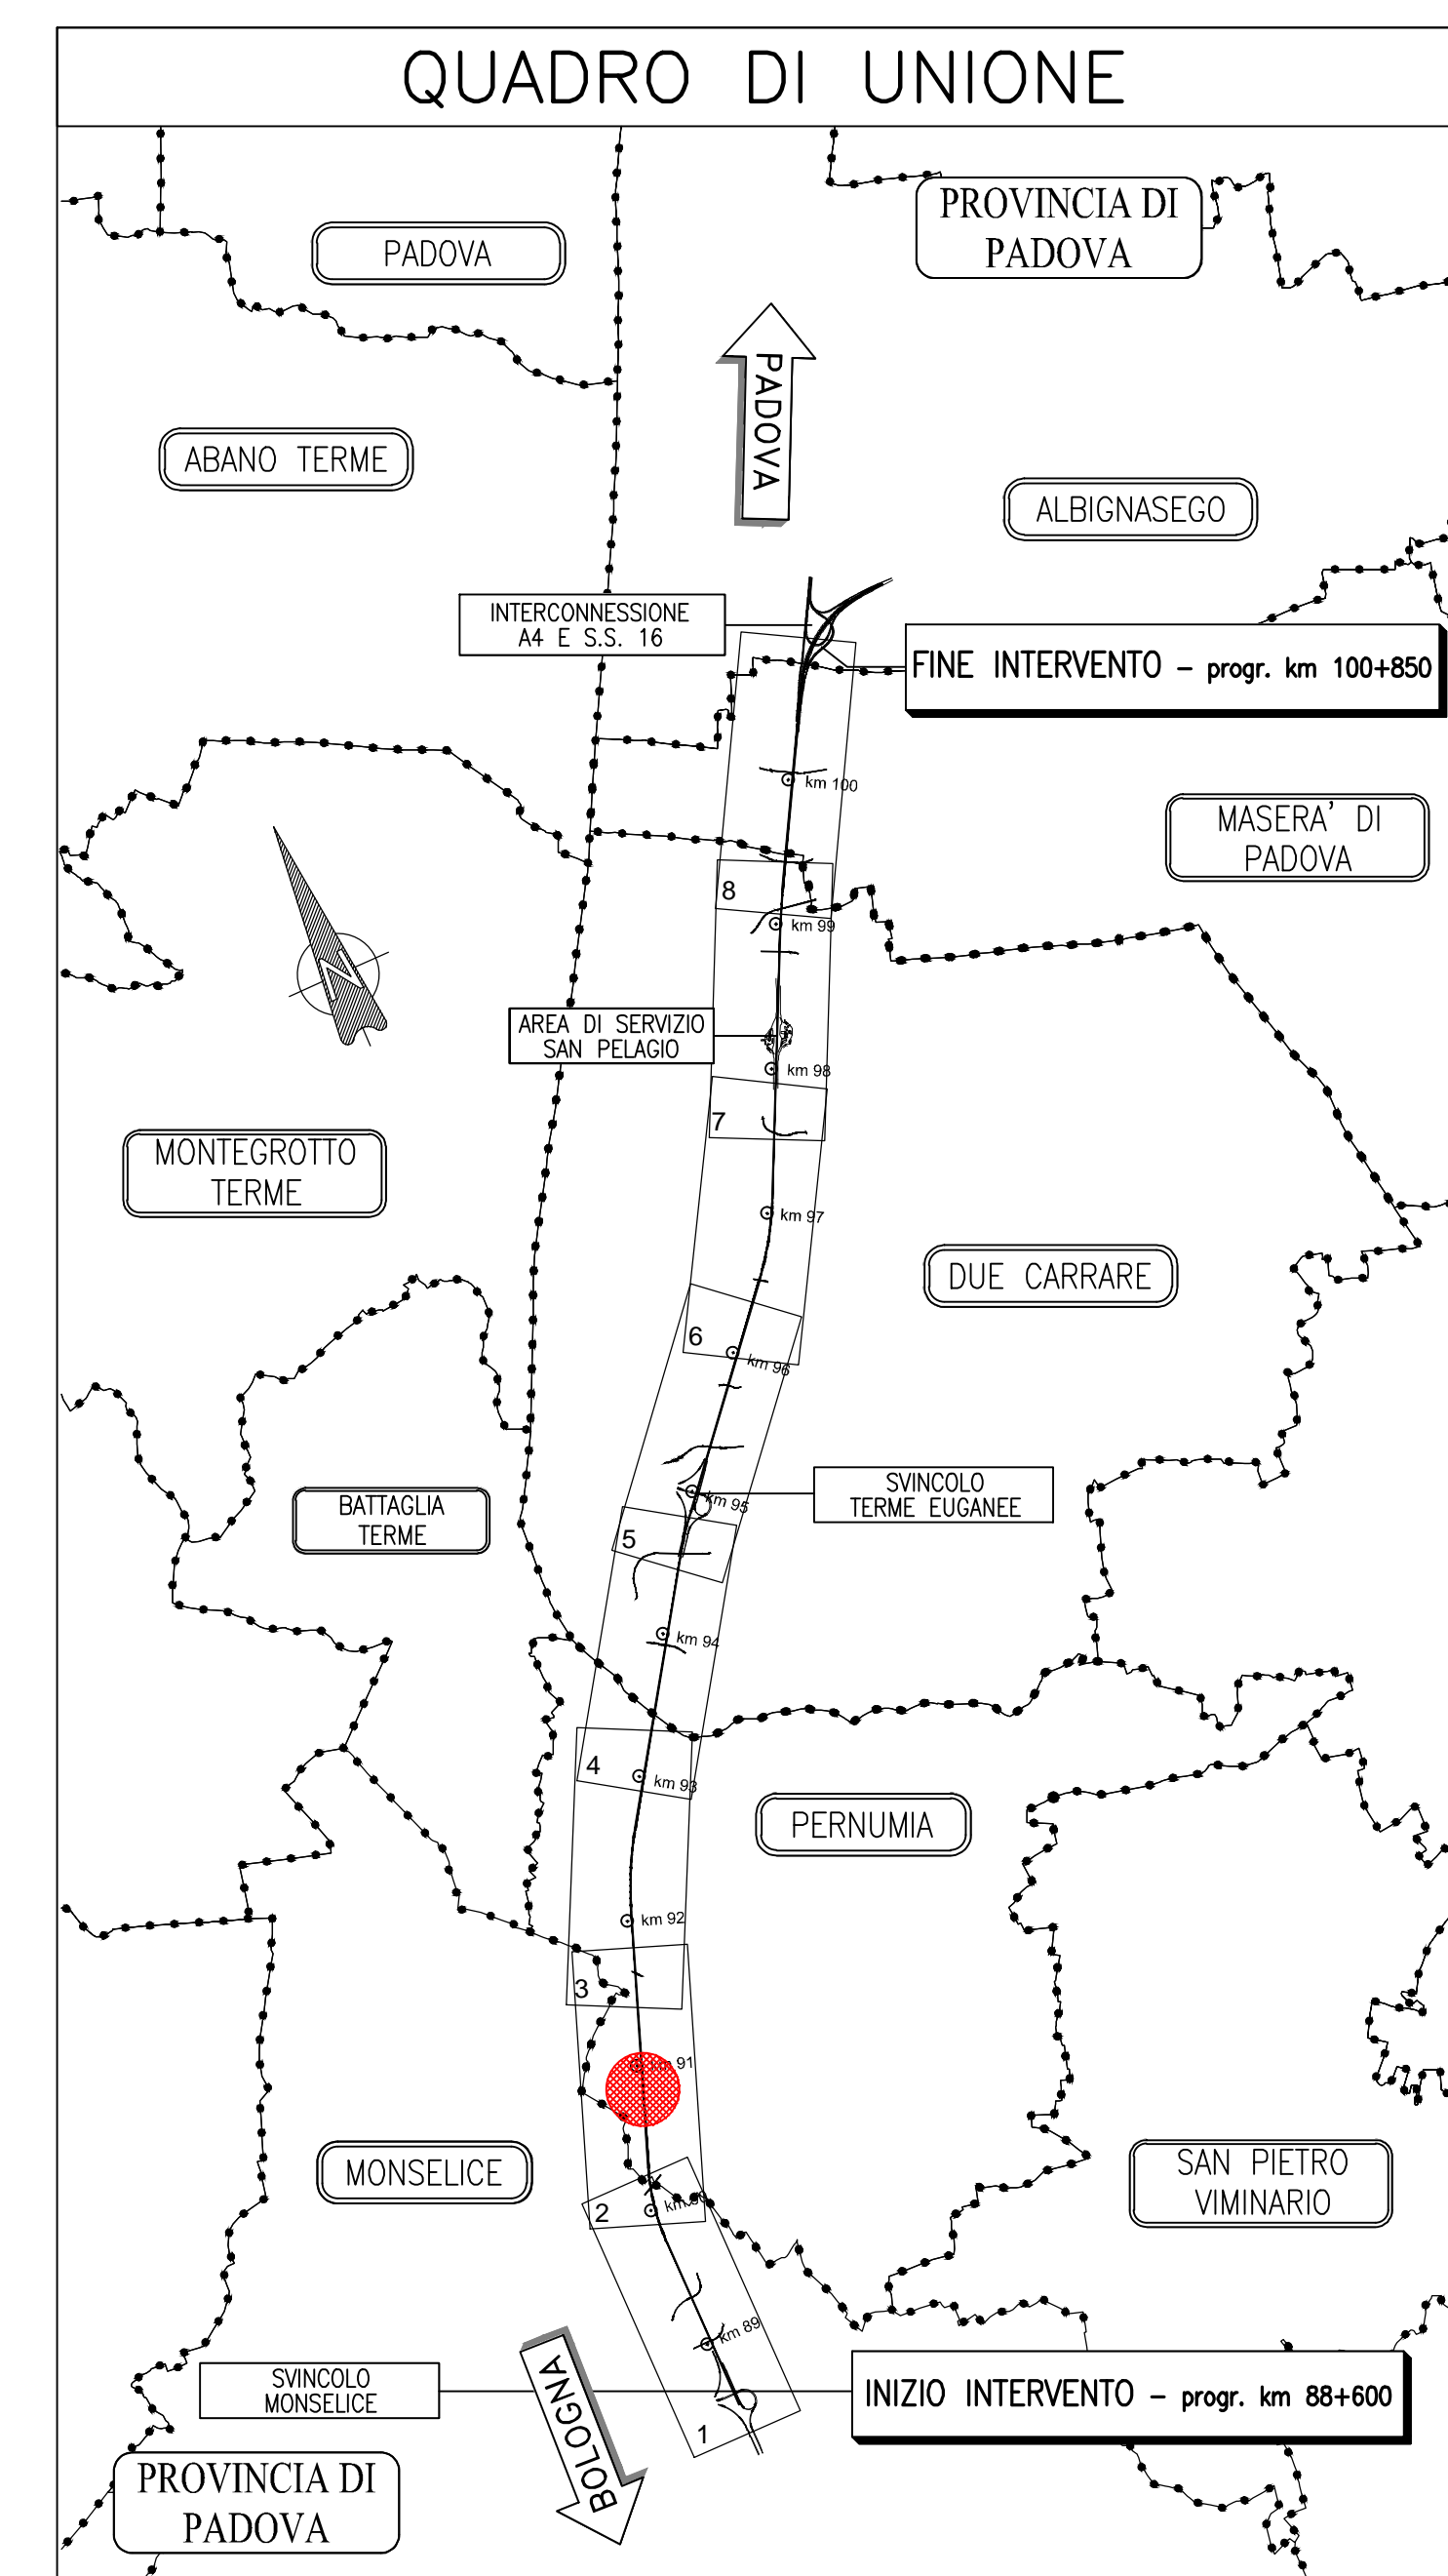 QUADRO DI UNIONE
PROVINCIA DI
PADOVA
PADOVA
PADOVA
ABANO TERME
ALBIGNASEGO
INTERCONNESSIONE
A4 E S.S. 16
FINE INTERVENTO – progr. km 100+850
km 100
MASERA' DI
PADOVA
8
km 99
N
AREA DI SERVIZIO
SAN PELAGIO
km 98
7
MONTEGROTTO
TERME
km 97
DUE CARRARE
6
km 96
SVINCOLO
TERME EUGANEE
km 95
BATTAGLIA
TERME
5
km 94
4
km 93
PERNUMIA
km 92
3
km 91
MONSELICE
SAN PIETRO
VIMINARIO
2
km 90
km 89
BOLOGNA
SVINCOLO
MONSELICE
INIZIO INTERVENTO – progr. km 88+600
1
PROVINCIA DI
PADOVA